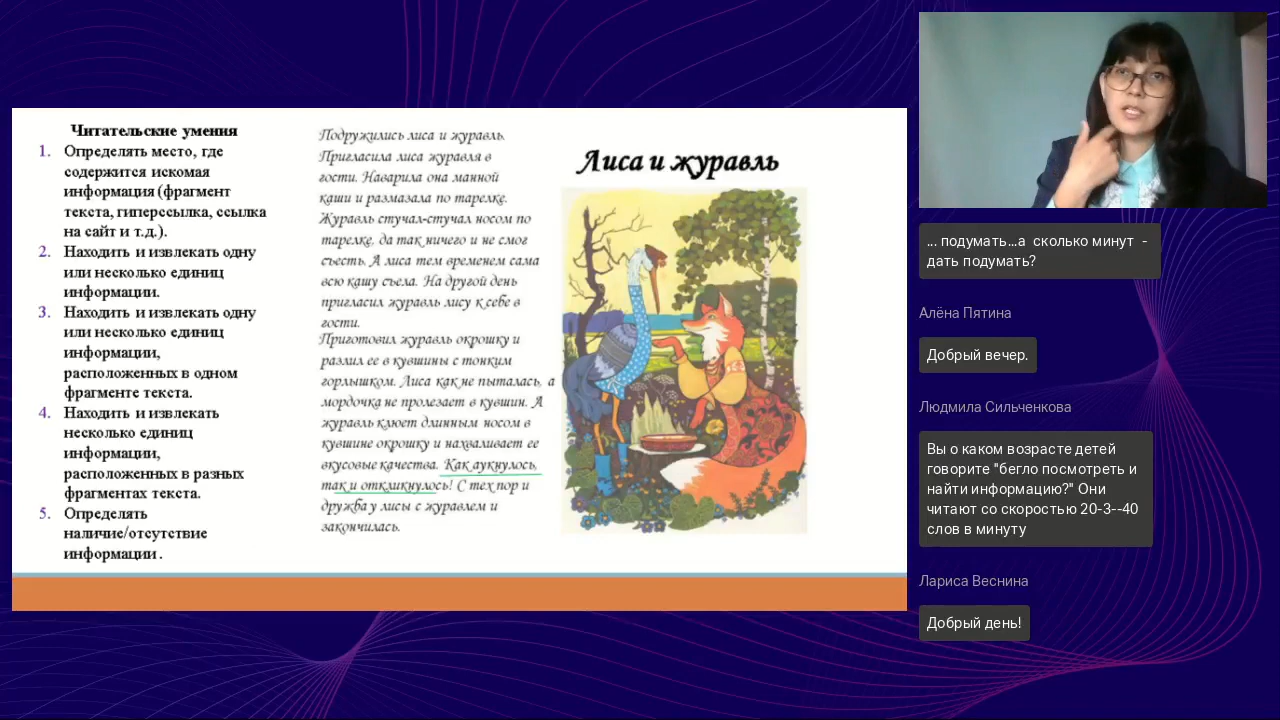 Читательские умения
1. Определять место, где
содержится искомая
информация (фрагмент
текста, гиперссылка, ссылка
на сайт и т.д.).
2. Находить и извлекать одну
или несколько единиц
информации.
3. Находить и извлекать одну
или несколько единиц
информации,
расположенных в одном
фрагменте текста.
4. Находить и извлекать
несколько единиц
информации,
расположенных в разных
фрагментах текста.
5. Определять
наличие/отсутствие
информации .
Подружились лиса и журавль.
Пригласила лиса журавля в
гости. Наварила она манной
каши и размазала по тарелке.
Журавль стучал-стучал носом по
тарелке, да так ничего и не смог
съесть. А лиса тем временем сама
всю кашу съела. На другой день
пригласил журавль лису к себе в
гости.
Приготовил журавль окрошку и
разлил ее в кувшины с тонким
горлышком. Лиса как не пыталась, а
мордочка не пролезает в кувшин. А
журавль клюет длинным носом в
кувшине окрошку и нахваливает ее
вкусовые качества. Как аукнулось,
так и откликнулось! С тех пор и
дружба у лисы с журавлем и
закончилась.
Лиса и журавль
... подумать...а сколько минут -
дать подумать?
Алёна Пятина
Добрый вечер.
Людмила Сильченкова
Вы о каком возрасте детей
говорите "бегло посмотреть и
найти информацию?" Они
читают со скоростью 20-3--40
слов в минуту
Лариса Веснина
Добрый день!